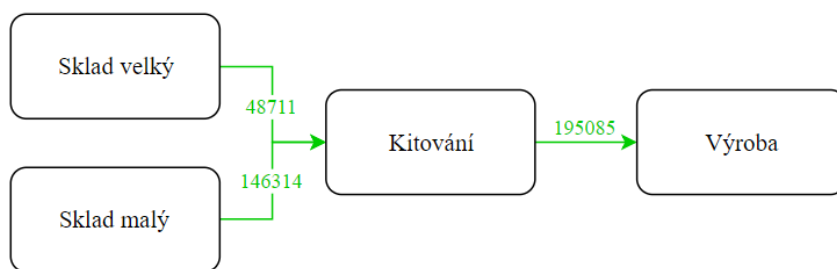 Sklad velký
48711
Kitování
195085
Výroba
146314
Sklad malý